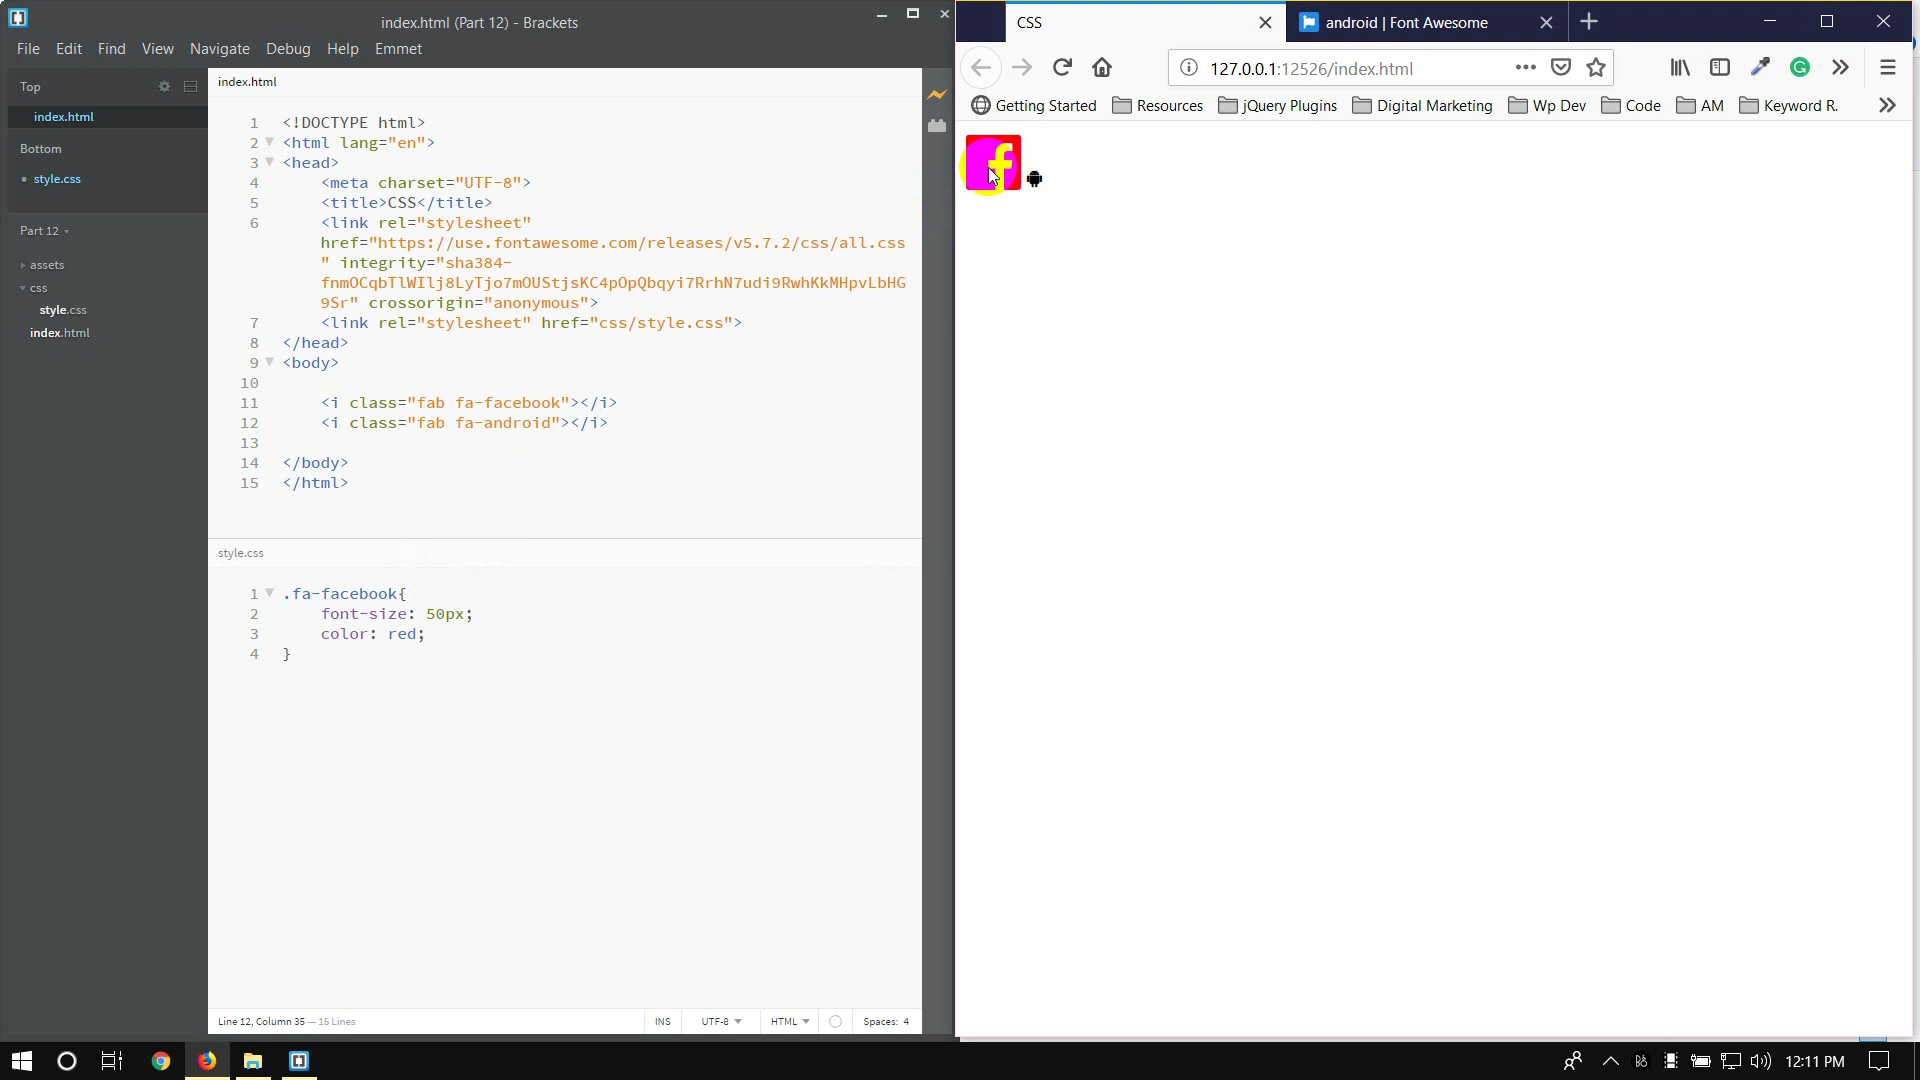 index.html (Part 12) - Brackets
File Edit Find View Navigate Debug Help Emmet
Top
index.html
Bottom
style.css
Part 12
assets
css
style.css
index.html
index.html
1 <!DOCTYPE html>
2 <html lang="en">
3 <head>
4 <meta charset="UTF-8">
5 <title>CSS</title>
6 <link rel="stylesheet"
href="https://use.fontawesome.com/releases/v5.7.2/css/all.css
" integrity="sha384-
fnmOCqbTlWIlj8LyTjo7mOUStjsKC4pOpQbqyi7RrhN7udi9RwhKkMHpvLbHG
9Sr" crossorigin="anonymous">
7 <link rel="stylesheet" href="css/style.css">
8 </head>
9 <body>
10
11 <i class="fab fa-facebook"></i>
12 <i class="fab fa-android"></i>
13
14 </body>
15 </html>
style.css
1 .fa-facebook{
2 font-size: 50px;
3 color: red;
4 }
Line 12, Column 35 — 15 Lines
INS UTF-8 HTML Spaces: 4
CSS
android | Font Awesome
127.0.0.1:12526/index.html
Getting Started Resources jQuery Plugins Digital Marketing Wp Dev Code AM Keyword R.
12:11 PM